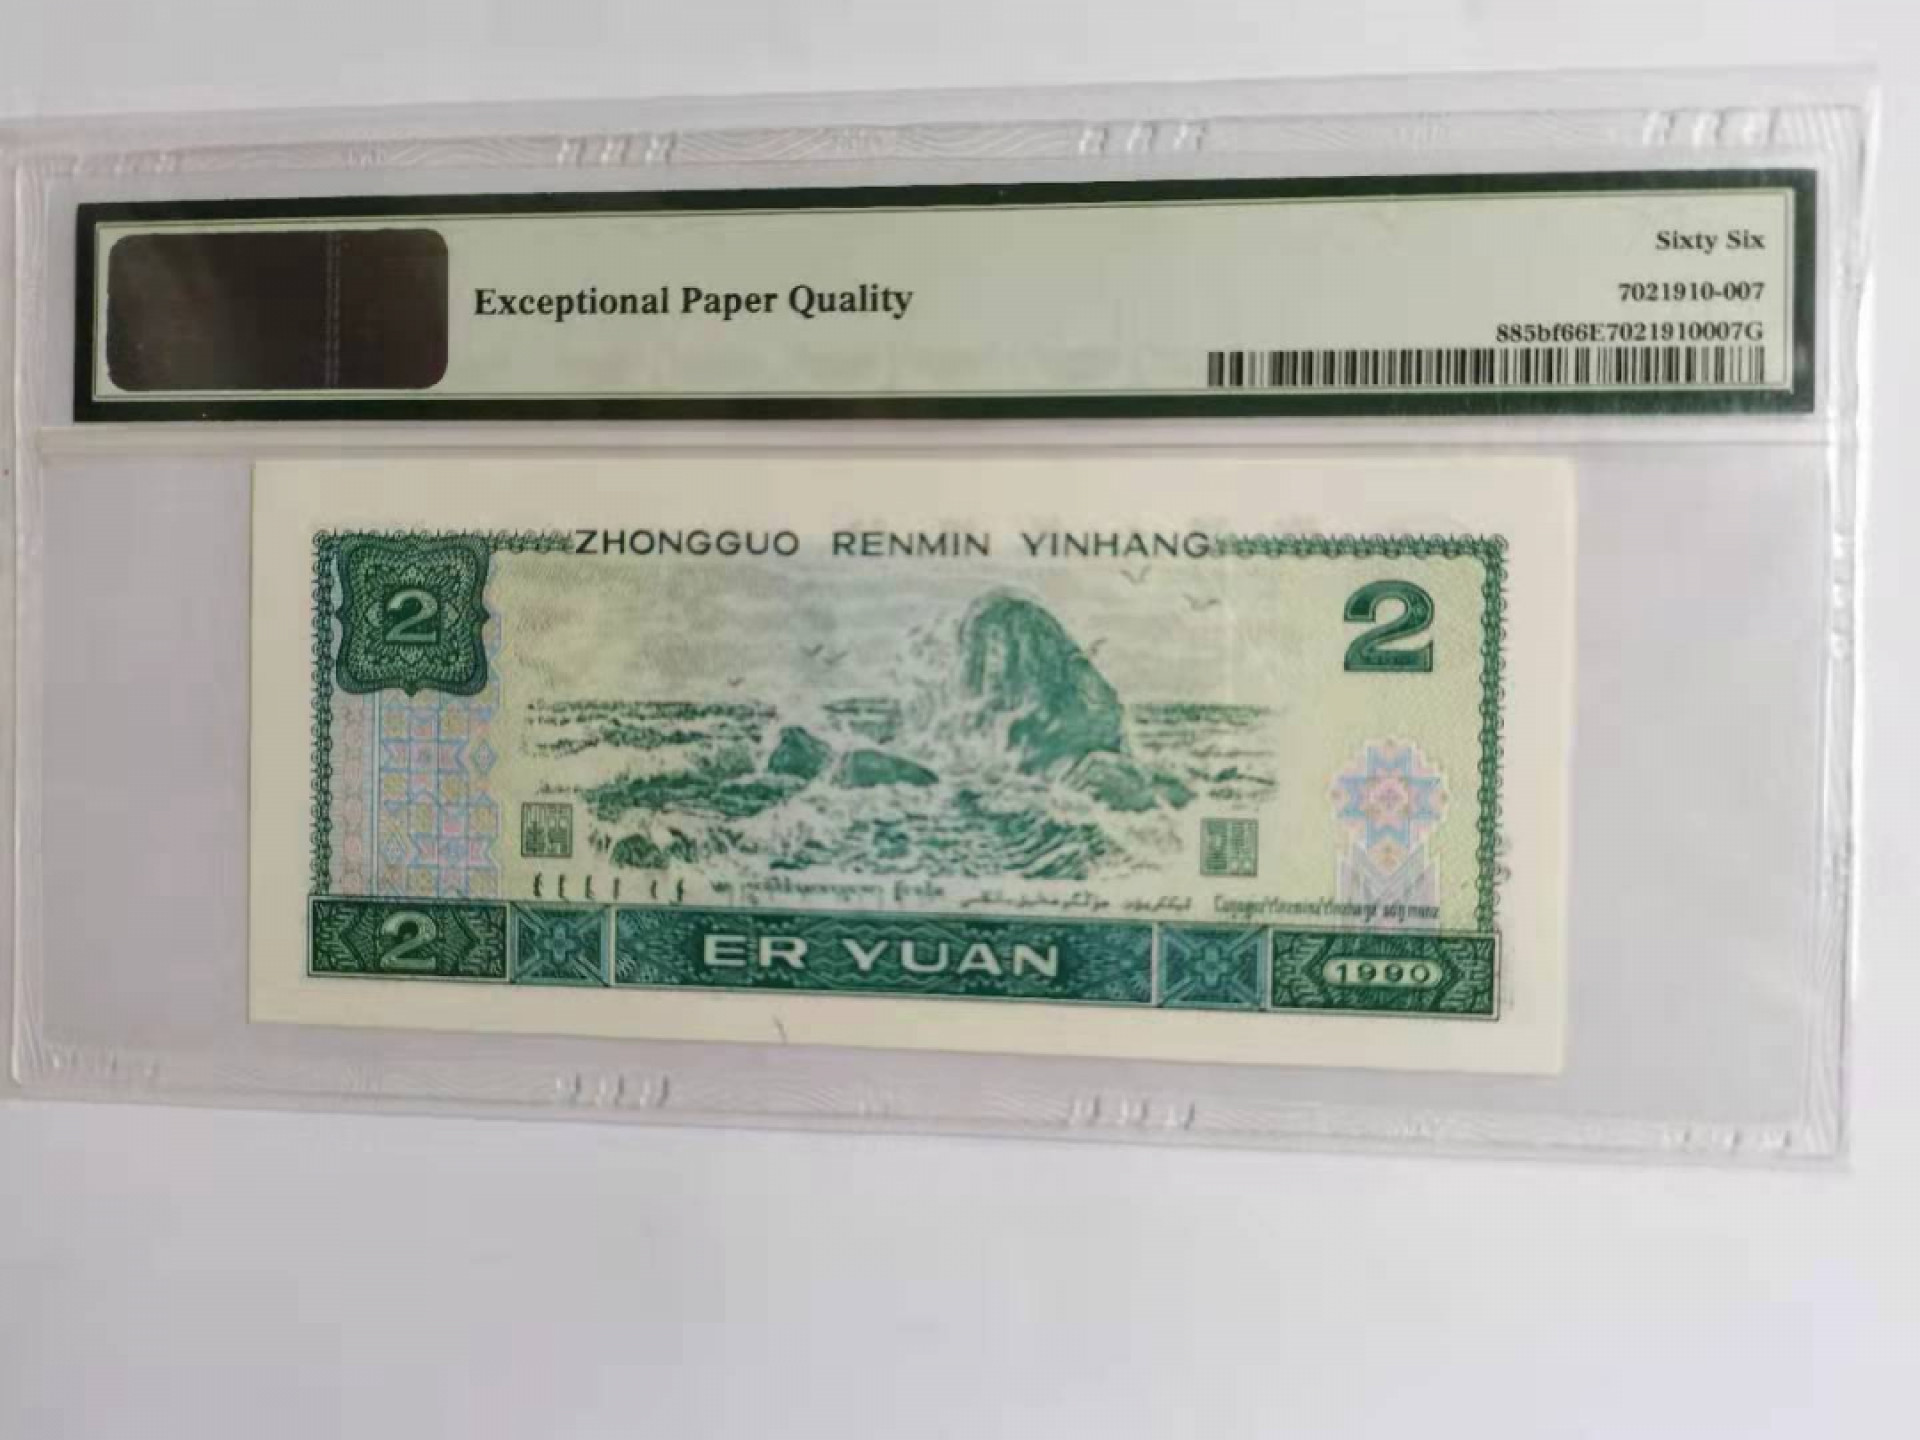 Sixty Six
Exceptional Paper Quality
7021910-007
885bf66E7021910007G
ZHONGGUO RENMIN YINHANG
2
2
2
ER YUAN
1990